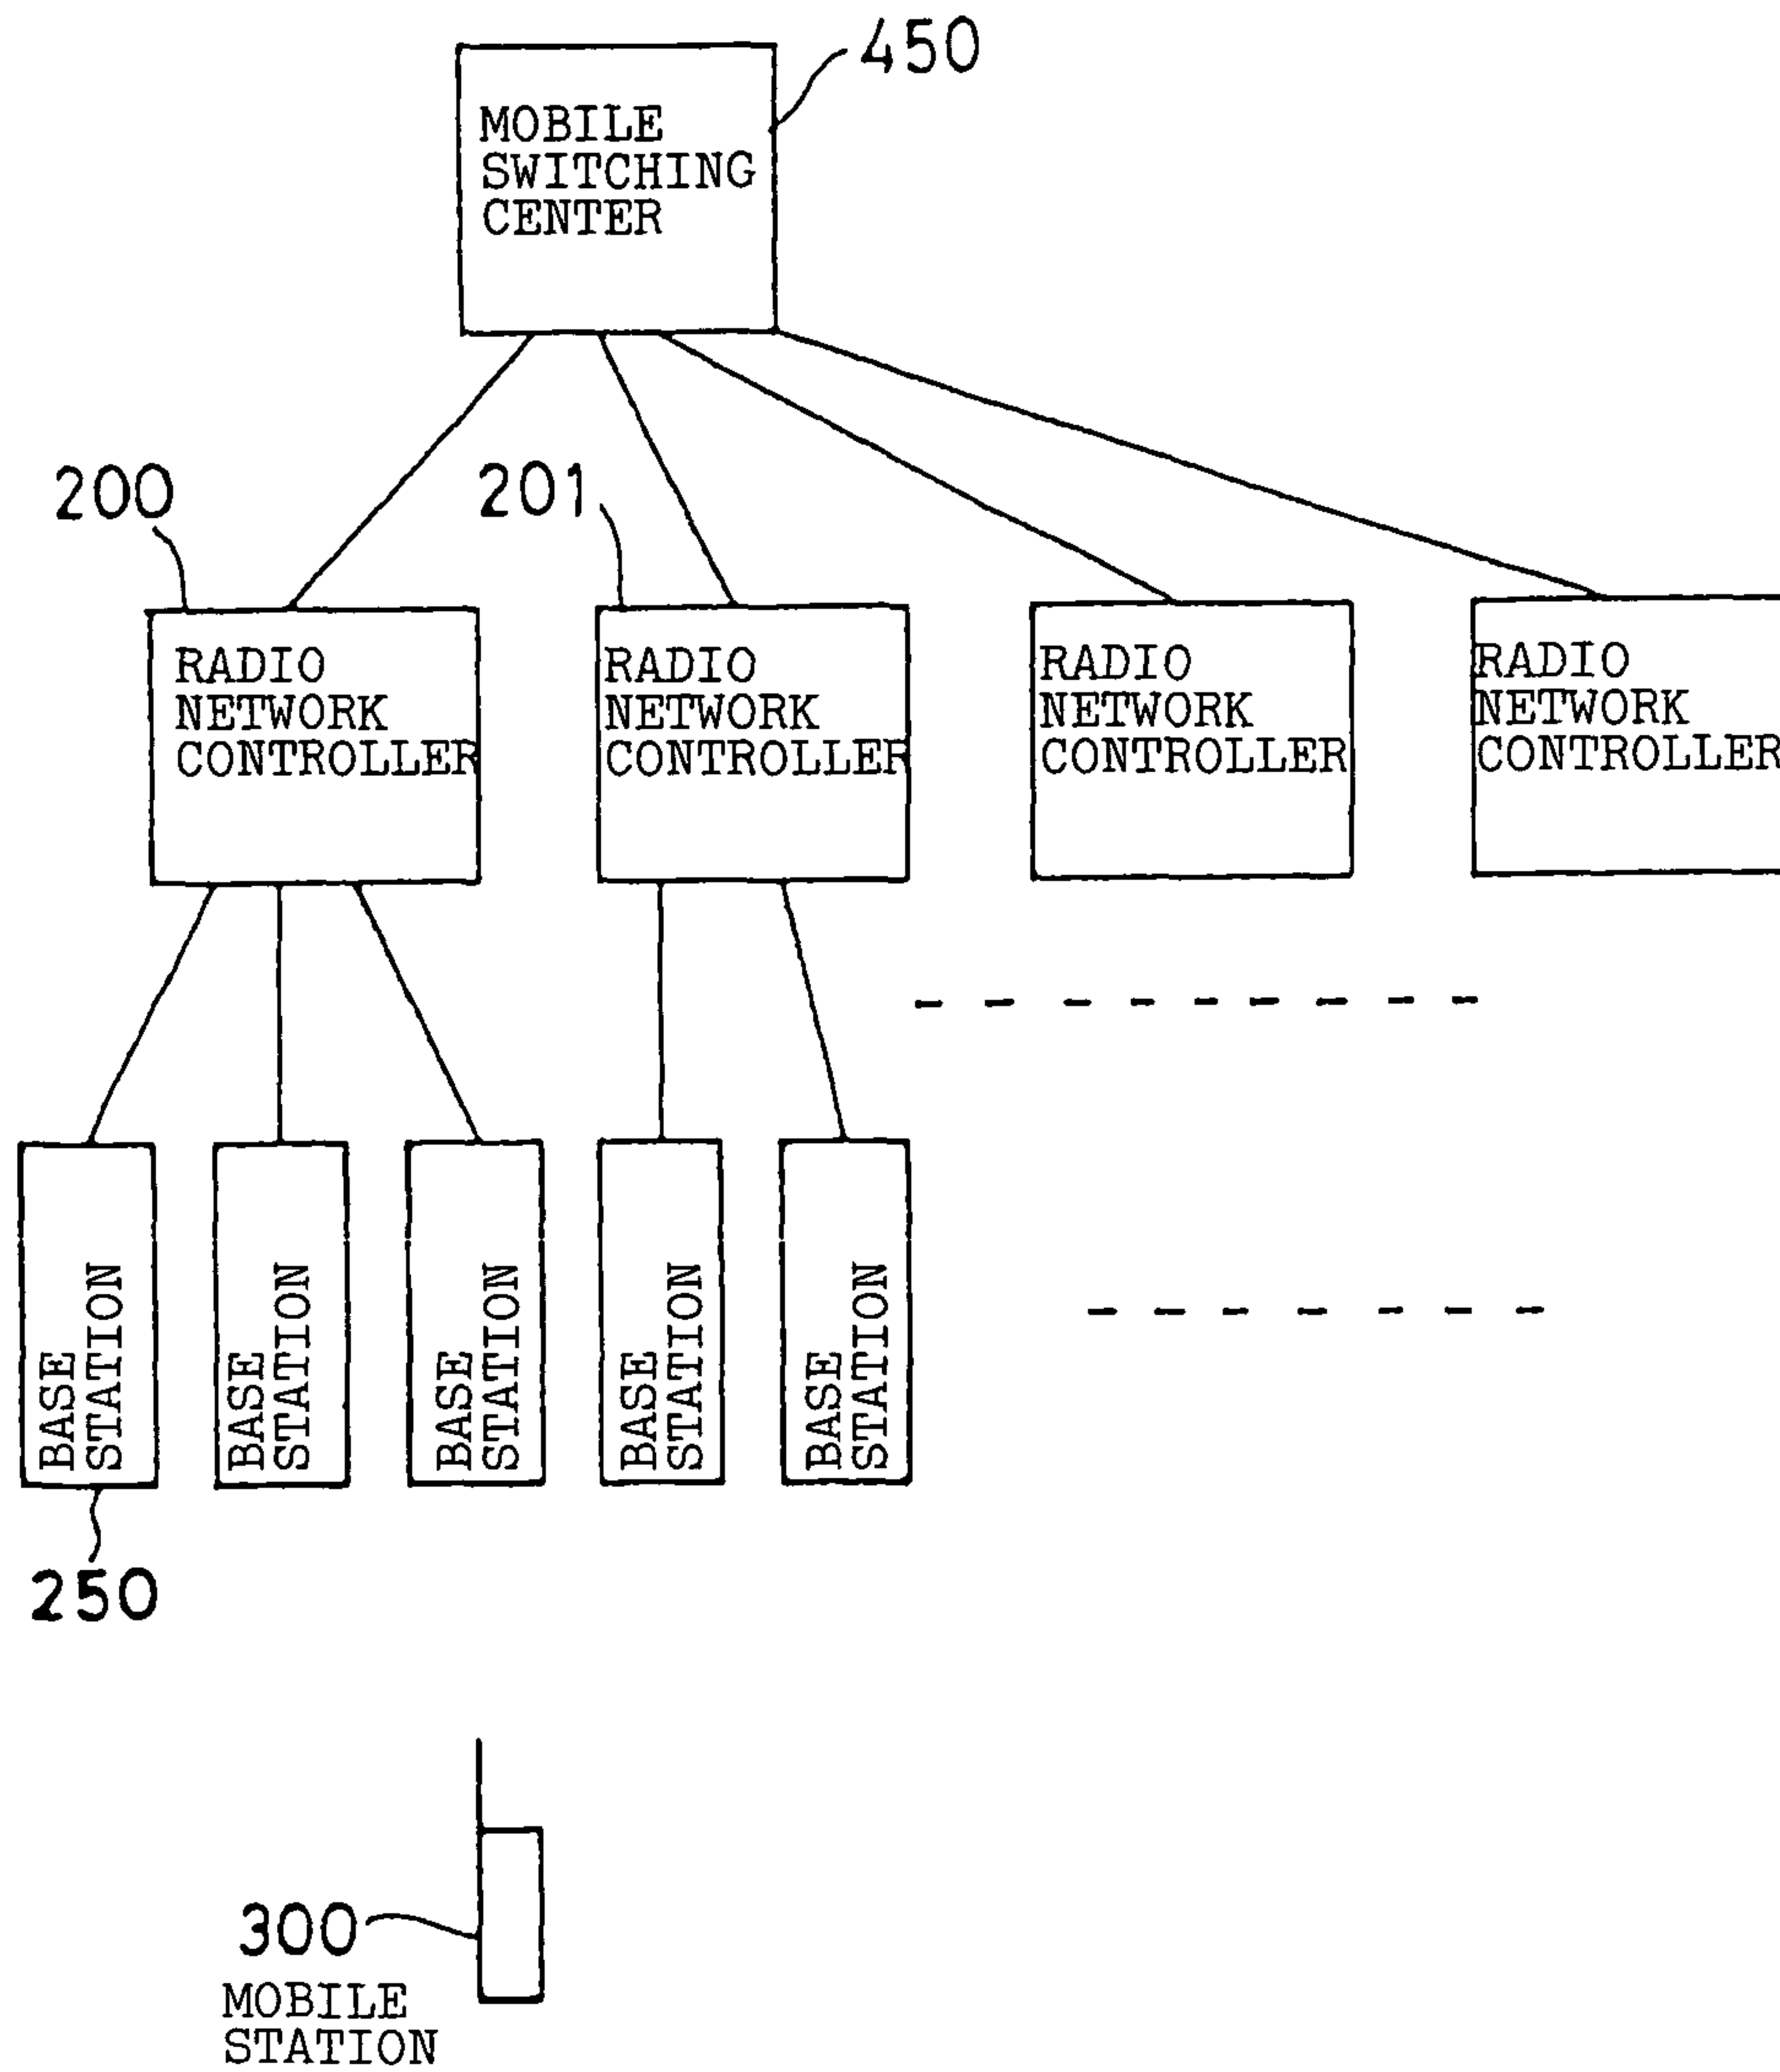 450
MOBILE
SWITCHING
CENTER
200
201
RADIO
NETWORK
CONTROLLER
RADIO
NETWORK
CONTROLLER
RADIO
NETWORK
CONTROLLER
RADIO
NETWORK
CONTROLLER
BASE
STATION
BASE
STATION
BASE
STATION
BASE
STATION
BASE
STATION
250
300
MOBILE
STATION